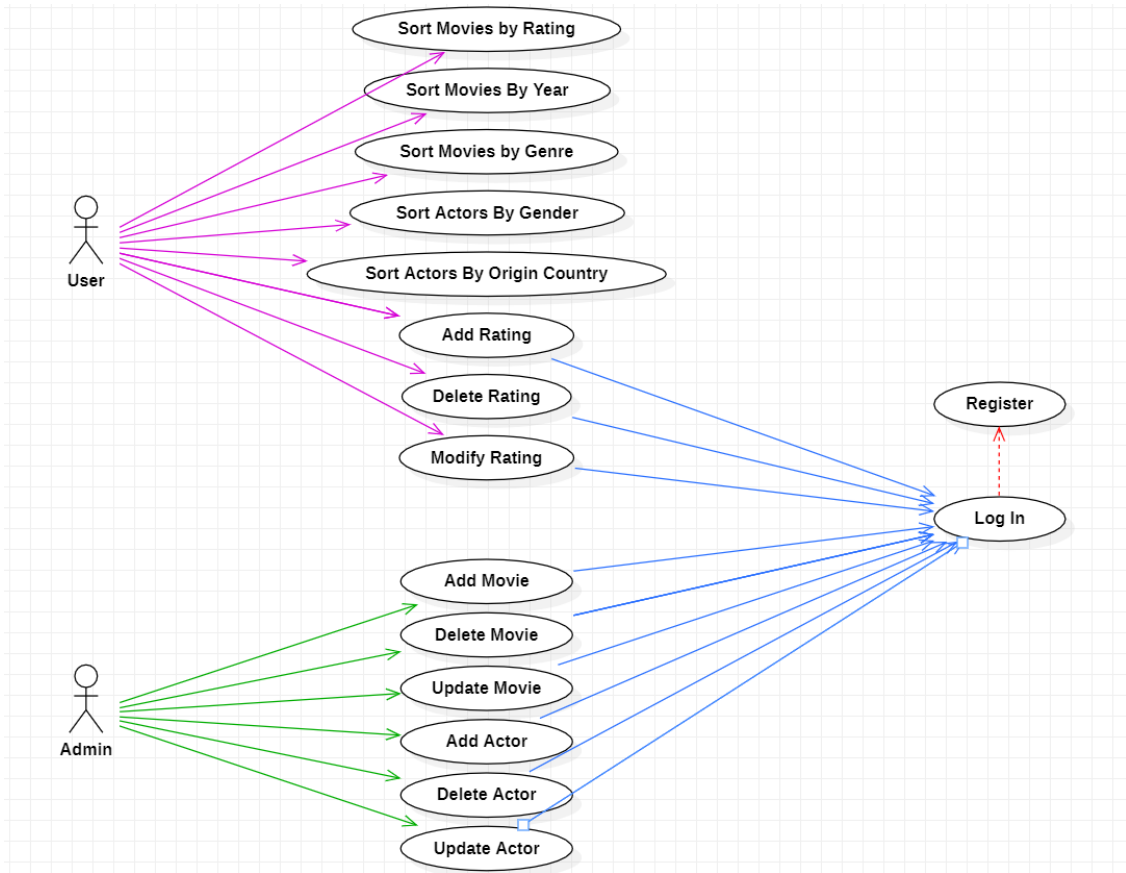 Sort Movies by Rating
Sort Movies By Year
Sort Movies by Genre
Sort Actors By Gender
User
Sort Actors By Origin Country
Add Rating
Delete Rating
Register
Modify Rating
Log In
Add Movie
Delete Movie
Update Movie
Admin
Add Actor
Delete Actor
Update Actor